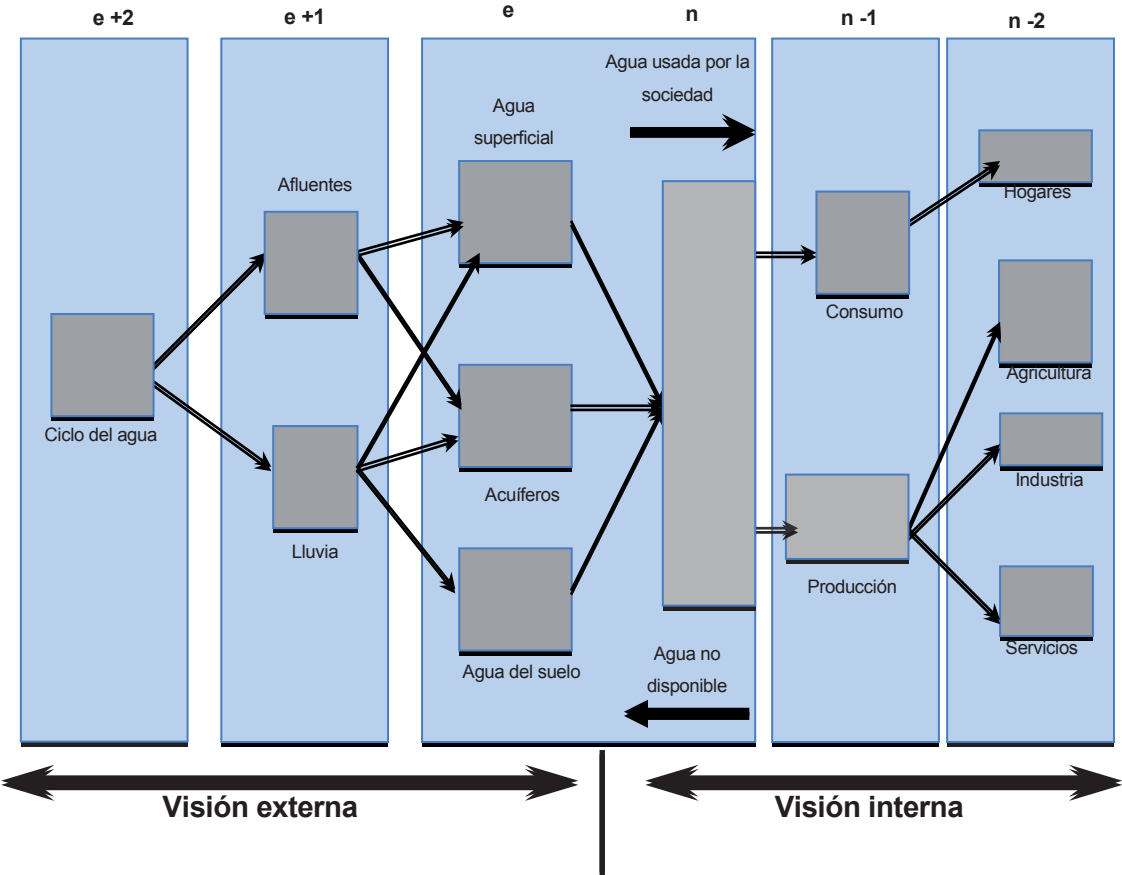 e +2
e +1
e
n
n -1
n -2
Agua usada por la
sociedad
Agua
superficial
Afluentes
Hogares
Consumo
Agricultura
Ciclo del agua
Acuíferos
Industria
Lluvia
Producción
Agua del suelo
Servicios
Agua no
disponible
Visión externa
Visión interna